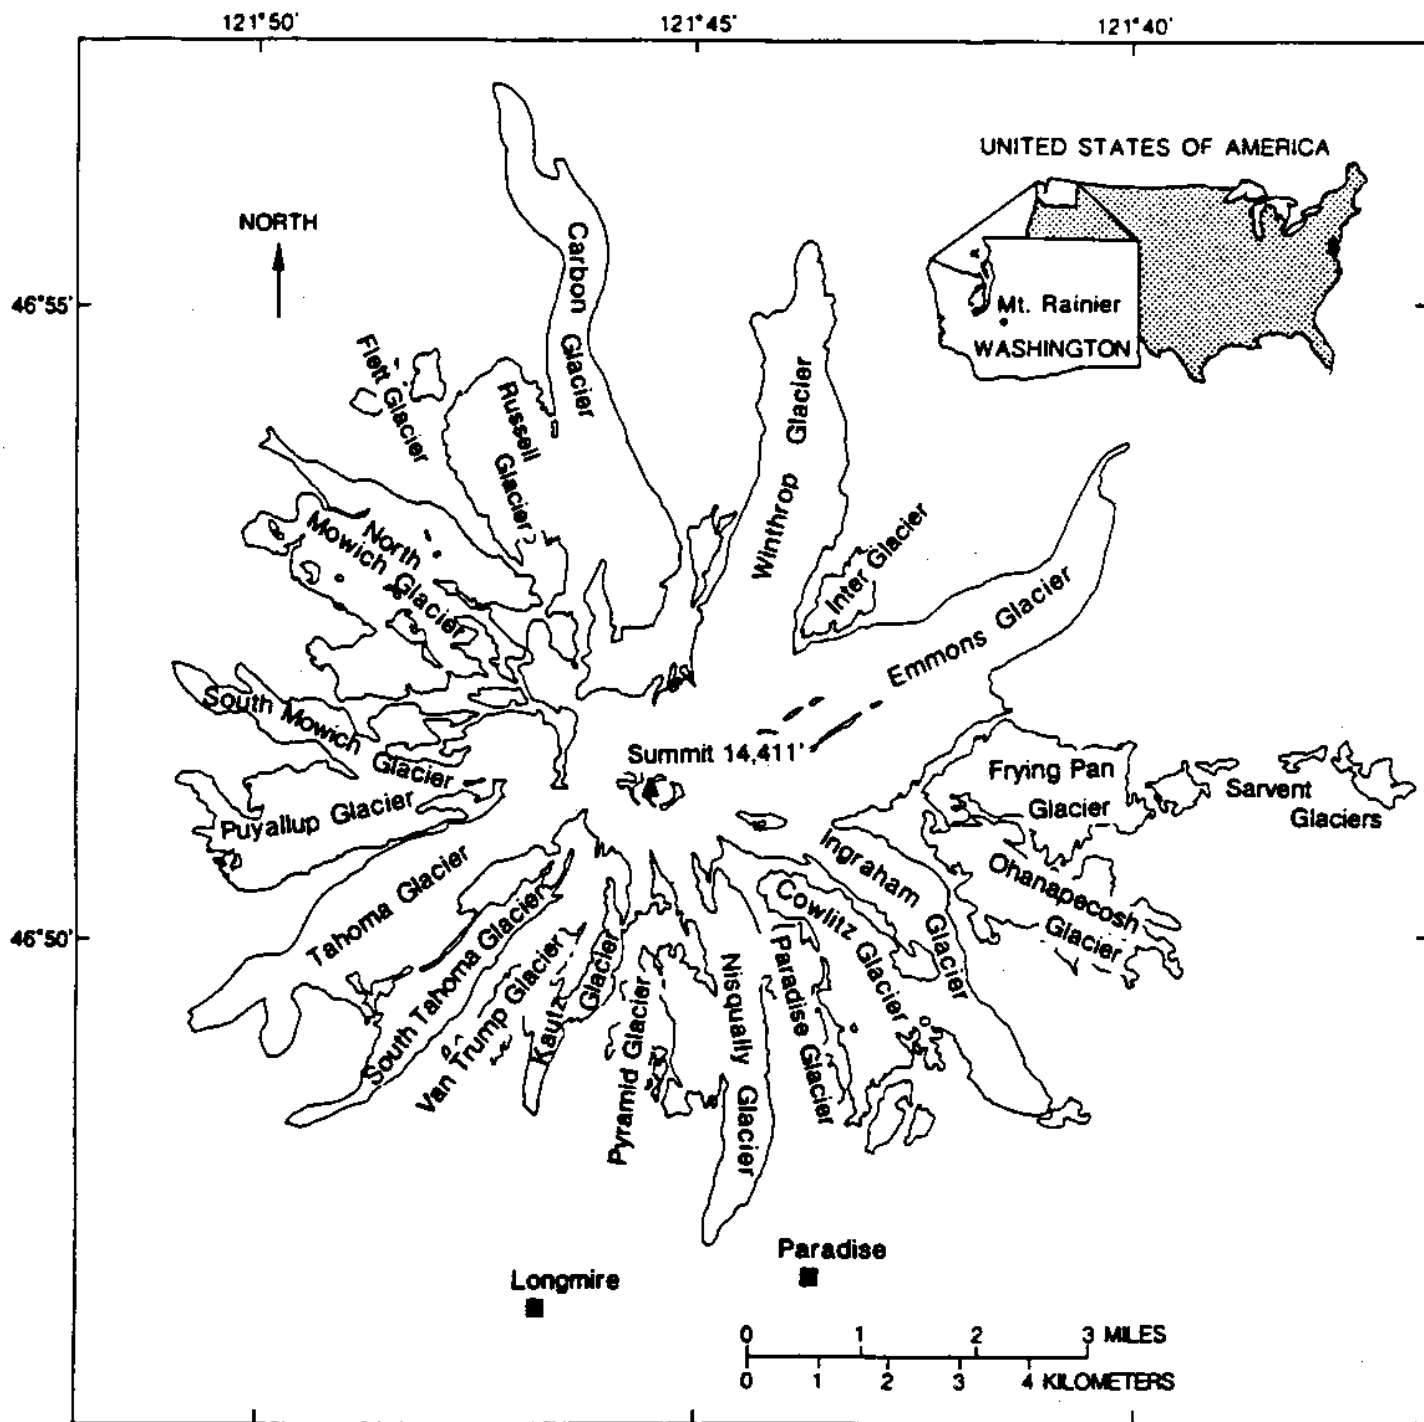 121°50'
121°45'
121°40'
UNITED STATES OF AMERICA
NORTH
46°55'
Mt. Rainier
WASHINGTON
Carbon Glacier
Flett Glacier
Russell Glacier
Winthrop Glacier
Inter Glacier
North
Mowich Glacier
Emmons Glacier
South Mowich
Glacier
Summit 14,411'
Frying Pan
Glacier
Sarvent
Glaciers
Puyallup Glacier
Tahoma Glacier
Ingraham Glacier
Ohanapecosh
Glacier
46°50'
Cowlitz Glacier
South Tahoma Glacier
Van Trump Glacier
Kautz Glacier
Pyramid Glacier
Nisqually Glacier
Paradise Glacier
Paradise
Longmire
0 1 2 3 MILES
0 1 2 3 4 KILOMETERS